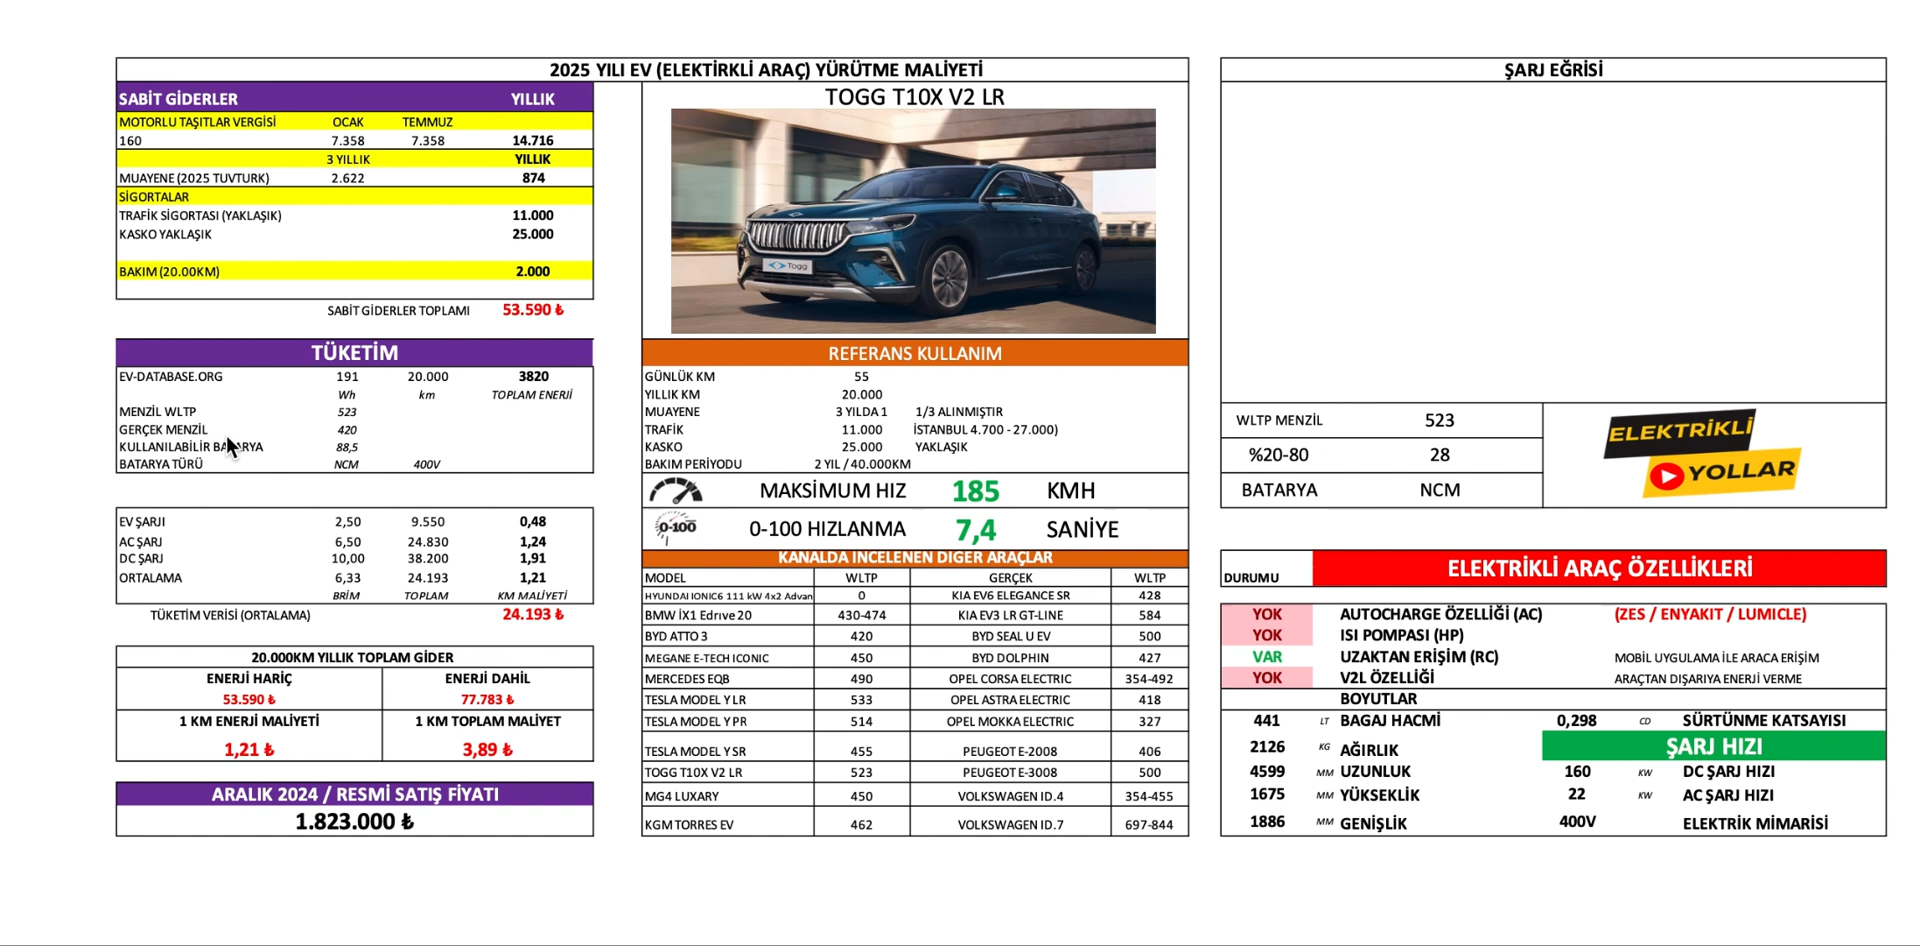 2025 YILI EV (ELEKTİRKLİ ARAÇ) YÜRÜTME MALİYETİ
SABİT GİDERLER YILLIK
MOTORLU TAŞITLAR VERGİSİ OCAK TEMMUZ
160 7.358 7.358 14.716
3 YILLIK YILLIK
MUAYENE (2025 TUVTURK) 2.622 874
SİGORTALAR
TRAFİK SİGORTASI (YAKLAŞIK) 11.000
KASKO YAKLAŞIK 25.000
BAKIM (20.00KM) 2.000
SABİT GİDERLER TOPLAMI 53.590 ₺
TÜKETİM
EV-DATABASE.ORG 191 20.000 3820
Wh km TOPLAM ENERJİ
MENZİL WLTP 523
GERÇEK MENZİL 420
KULLANILABİLİR BATARYA 88,5
BATARYA TÜRÜ NCM 400V
EV ŞARJI 2,50 9.550 0,48
AC ŞARJ 6,50 24.830 1,24
DC ŞARJ 10,00 38.200 1,91
ORTALAMA 6,33 24.193 1,21
BRİM TOPLAM KM MALİYETİ
TÜKETİM VERİSİ (ORTALAMA) 24.193 ₺
20.000KM YILLIK TOPLAM GİDER
ENERJİ HARİÇ ENERJİ DAHİL
53.590 ₺ 77.783 ₺
1 KM ENERJİ MALİYETİ 1 KM TOPLAM MALİYET
1,21 ₺ 3,89 ₺
ARALIK 2024 / RESMİ SATIŞ FİYATI
1.823.000 ₺
TOGG T10X V2 LR
Togg
REFERANS KULLANIM
GÜNLÜK KM 55
YILLIK KM 20.000
MUAYENE 3 YILDA 1 1/3 ALINMIŞTIR
TRAFİK 11.000 İSTANBUL 4.700 - 27.000)
KASKO 25.000 YAKLAŞIK
BAKIM PERİYODU 2 YIL / 40.000KM
MAKSİMUM HIZ 185 KMH
0-100 0-100 HIZLANMA 7,4 SANİYE
KANALDA İNCELENEN DİĞER ARAÇLAR
MODEL WLTP GERÇEK WLTP
HYUNDAI IONIC6 111 kW 4x2 Advan 0 KIA EV6 ELEGANCE SR 428
BMW İX1 Edrıve 20 430-474 KIA EV3 LR GT-LINE 584
BYD ATTO 3 420 BYD SEAL U EV 500
MEGANE E-TECH ICONIC 450 BYD DOLPHIN 427
MERCEDES EQB 490 OPEL CORSA ELECTRIC 354-492
TESLA MODEL Y LR 533 OPEL ASTRA ELECTRIC 418
TESLA MODEL Y PR 514 OPEL MOKKA ELECTRIC 327
TESLA MODEL Y SR 455 PEUGEOT E-2008 406
TOGG T10X V2 LR 523 PEUGEOT E-3008 500
MG4 LUXARY 450 VOLKSWAGEN ID.4 354-455
KGM TORRES EV 462 VOLKSWAGEN ID.7 697-844
ŞARJ EĞRİSİ
WLTP MENZİL 523
%20-80 28
BATARYA NCM
ELEKTRİKLİ
YOLLAR
DURUMU ELEKTRİKLİ ARAÇ ÖZELLİKLERİ
YOK AUTOCHARGE ÖZELLİĞİ (AC) (ZES / ENYAKIT / LUMICLE)
YOK ISI POMPASI (HP)
VAR UZAKTAN ERİŞİM (RC) MOBİL UYGULAMA İLE ARACA ERİŞİM
YOK V2L ÖZELLİĞİ ARAÇTAN DIŞARIYA ENERJİ VERME
BOYUTLAR
441 LT BAGAJ HACMİ 0,298 CD SÜRTÜNME KATSAYISI
2126 KG AĞIRLIK ŞARJ HIZI
4599 MM UZUNLUK 160 KW DC ŞARJ HIZI
1675 MM YÜKSEKLİK 22 KW AC ŞARJ HIZI
1886 MM GENİŞLİK 400V ELEKTRİK MİMARİSİ